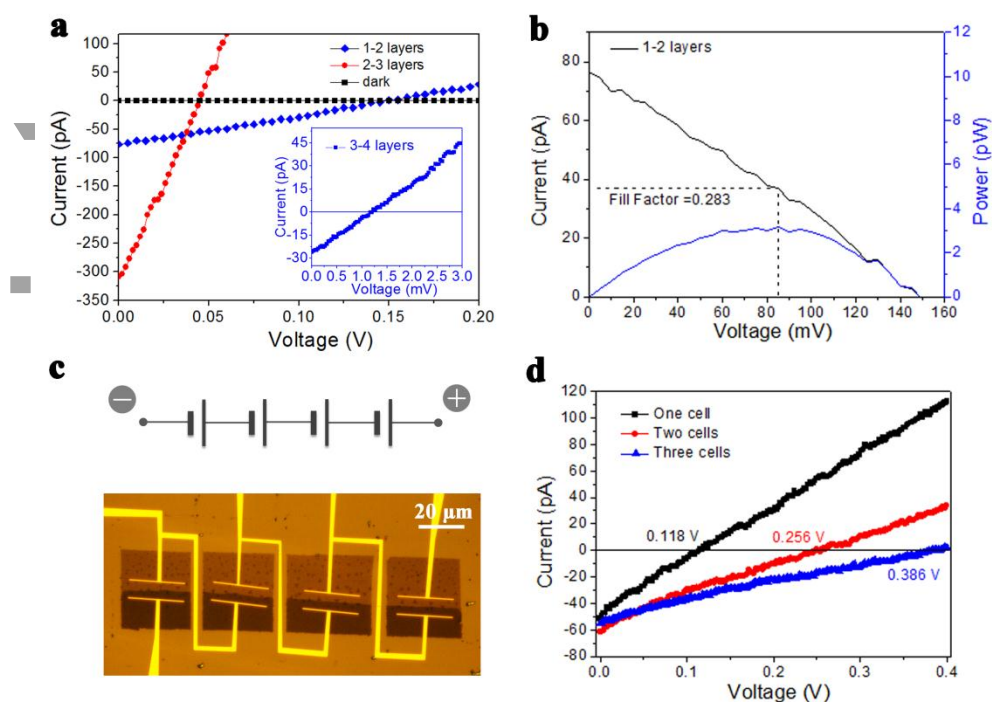 a
100
50
0
-50
-100
-150
-200
-250
-300
-350
Current (pA)
0.00
0.05
0.10
0.15
0.20
Voltage (V)
1-2 layers
2-3 layers
dark
3-4 layers
45
30
15
0
-15
-30
Current (pA)
0.0
0.5
1.0
1.5
2.0
2.5
3.0
Voltage (mV)
b
80
60
40
20
0
Current (pA)
1-2 layers
Fill Factor =0.283
0
20
40
60
80
100
120
140
160
Voltage (mV)
12
10
8
6
4
2
0
Power (pW)
c
−
+
20 µm
d
120
100
80
60
40
20
0
-20
-40
-60
-80
Current (pA)
One cell
Two cells
Three cells
0.118 V
0.256 V
0.386 V
0.0
0.1
0.2
0.3
0.4
Voltage (V)